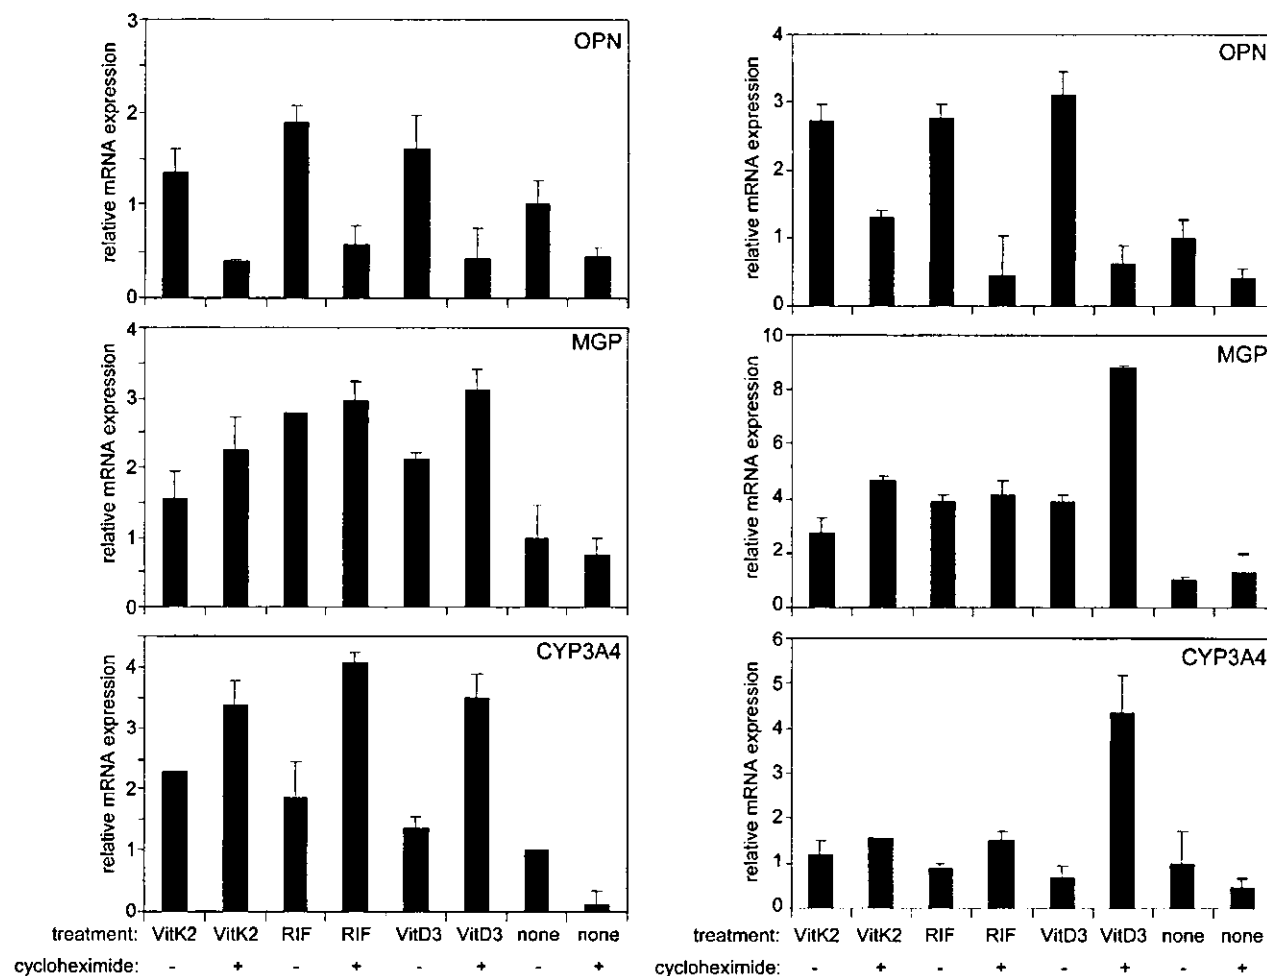 OPN
relative mRNA expression
3
2
1
0
MGP
relative mRNA expression
4
3
2
1
0
CYP3A4
relative mRNA expression
4
3
2
1
0
treatment: VitK2 VitK2 RIF RIF VitD3 VitD3 none none
cycloheximide: - + - + - + - +
OPN
relative mRNA expression
4
3
2
1
0
MGP
relative mRNA expression
10
8
6
4
2
0
CYP3A4
relative mRNA expression
6
5
4
3
2
1
0
treatment: VitK2 VitK2 RIF RIF VitD3 VitD3 none none
cycloheximide: - + - + - + - +